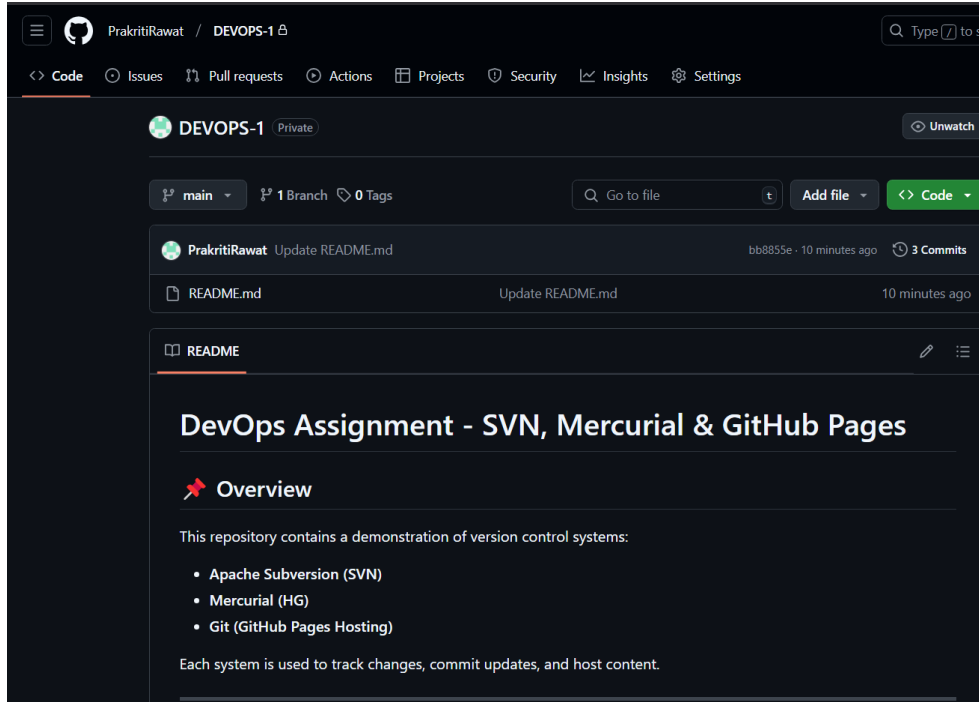 PrakritiRawat / DEVOPS-1
Type / to s
Code Issues Pull requests Actions Projects Security Insights Settings
DEVOPS-1 Private Unwatch
main 1 Branch 0 Tags Go to file t Add file Code
PrakritiRawat Update README.md bb8855e · 10 minutes ago 3 Commits
README.md Update README.md 10 minutes ago
README
DevOps Assignment - SVN, Mercurial & GitHub Pages
📌 Overview
This repository contains a demonstration of version control systems:
• Apache Subversion (SVN)
• Mercurial (HG)
• Git (GitHub Pages Hosting)
Each system is used to track changes, commit updates, and host content.